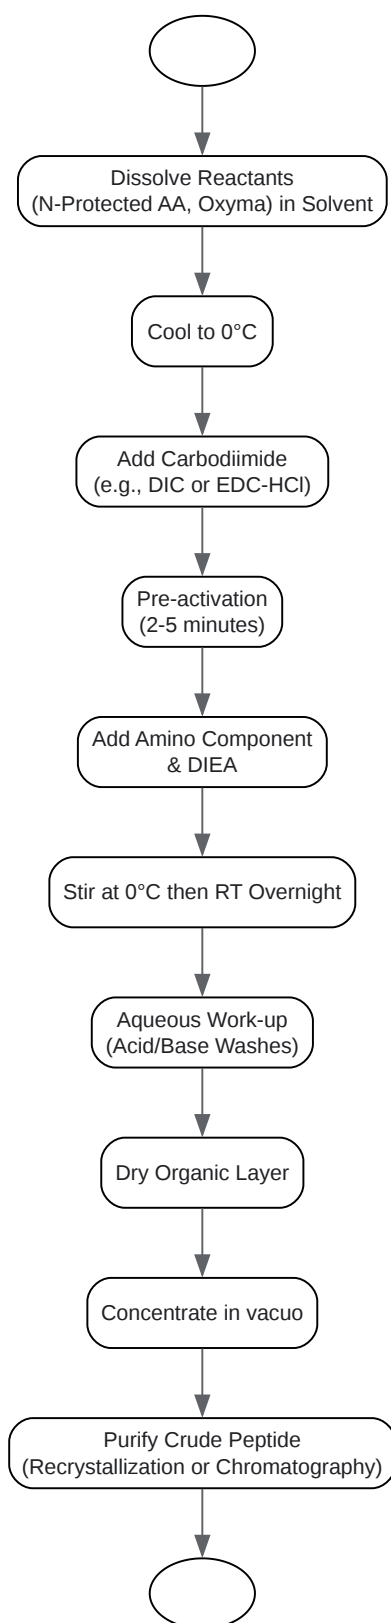 Dissolve Reactants
(N-Protected AA, Oxyma) in Solvent
Cool to 0°C
Add Carbodiimide
(e.g., DIC or EDC-HCl)
Pre-activation
(2-5 minutes)
Add Amino Component
& DIEA
Stir at 0°C then RT Overnight
Aqueous Work-up
(Acid/Base Washes)
Dry Organic Layer
Concentrate in vacuo
Purify Crude Peptide
(Recrystallization or Chromatography)